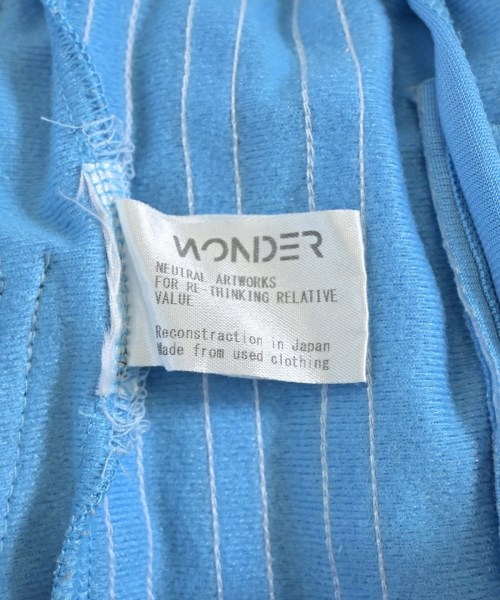 WONDER
NEUTRAL ARTWORKS
FOR RE-THINKING RELATIVE
VALUE
Reconstraction in Japan
Made from used clothing